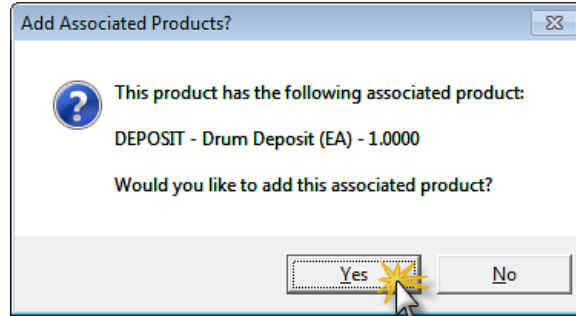 Add Associated Products?
This product has the following associated product:
DEPOSIT - Drum Deposit (EA) - 1.0000
Would you like to add this associated product?
Yes
No